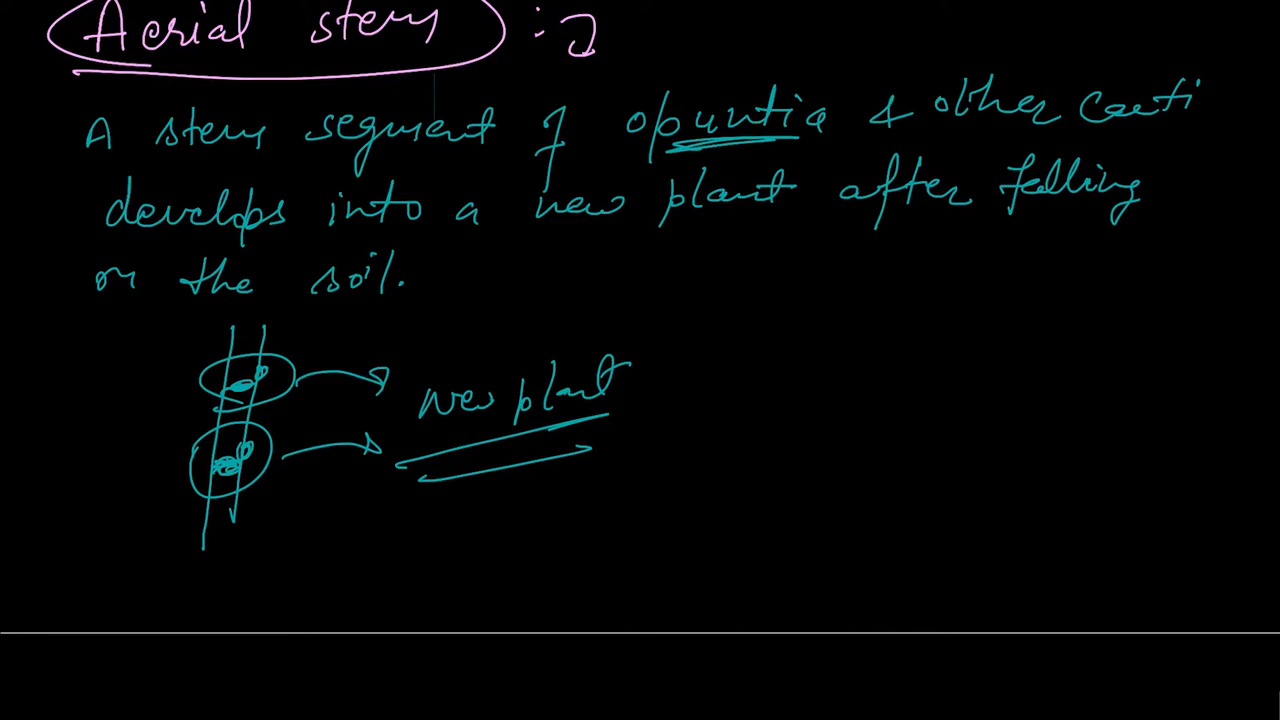 Aerial stem :-
A stem segment of opuntia & other cacti
develops into a new plant after falling
on the soil.
new plant